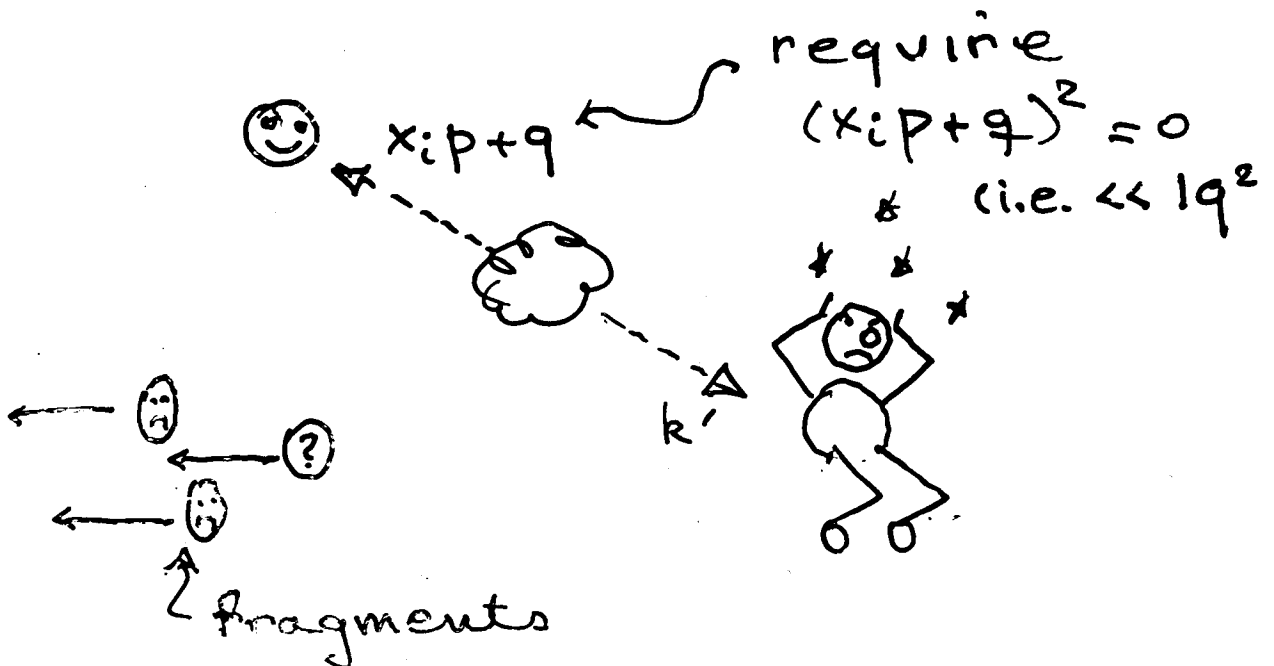 require
xᵢp+q
(xᵢp+q)² = 0
(i.e. << |q²
k'
?
fragments